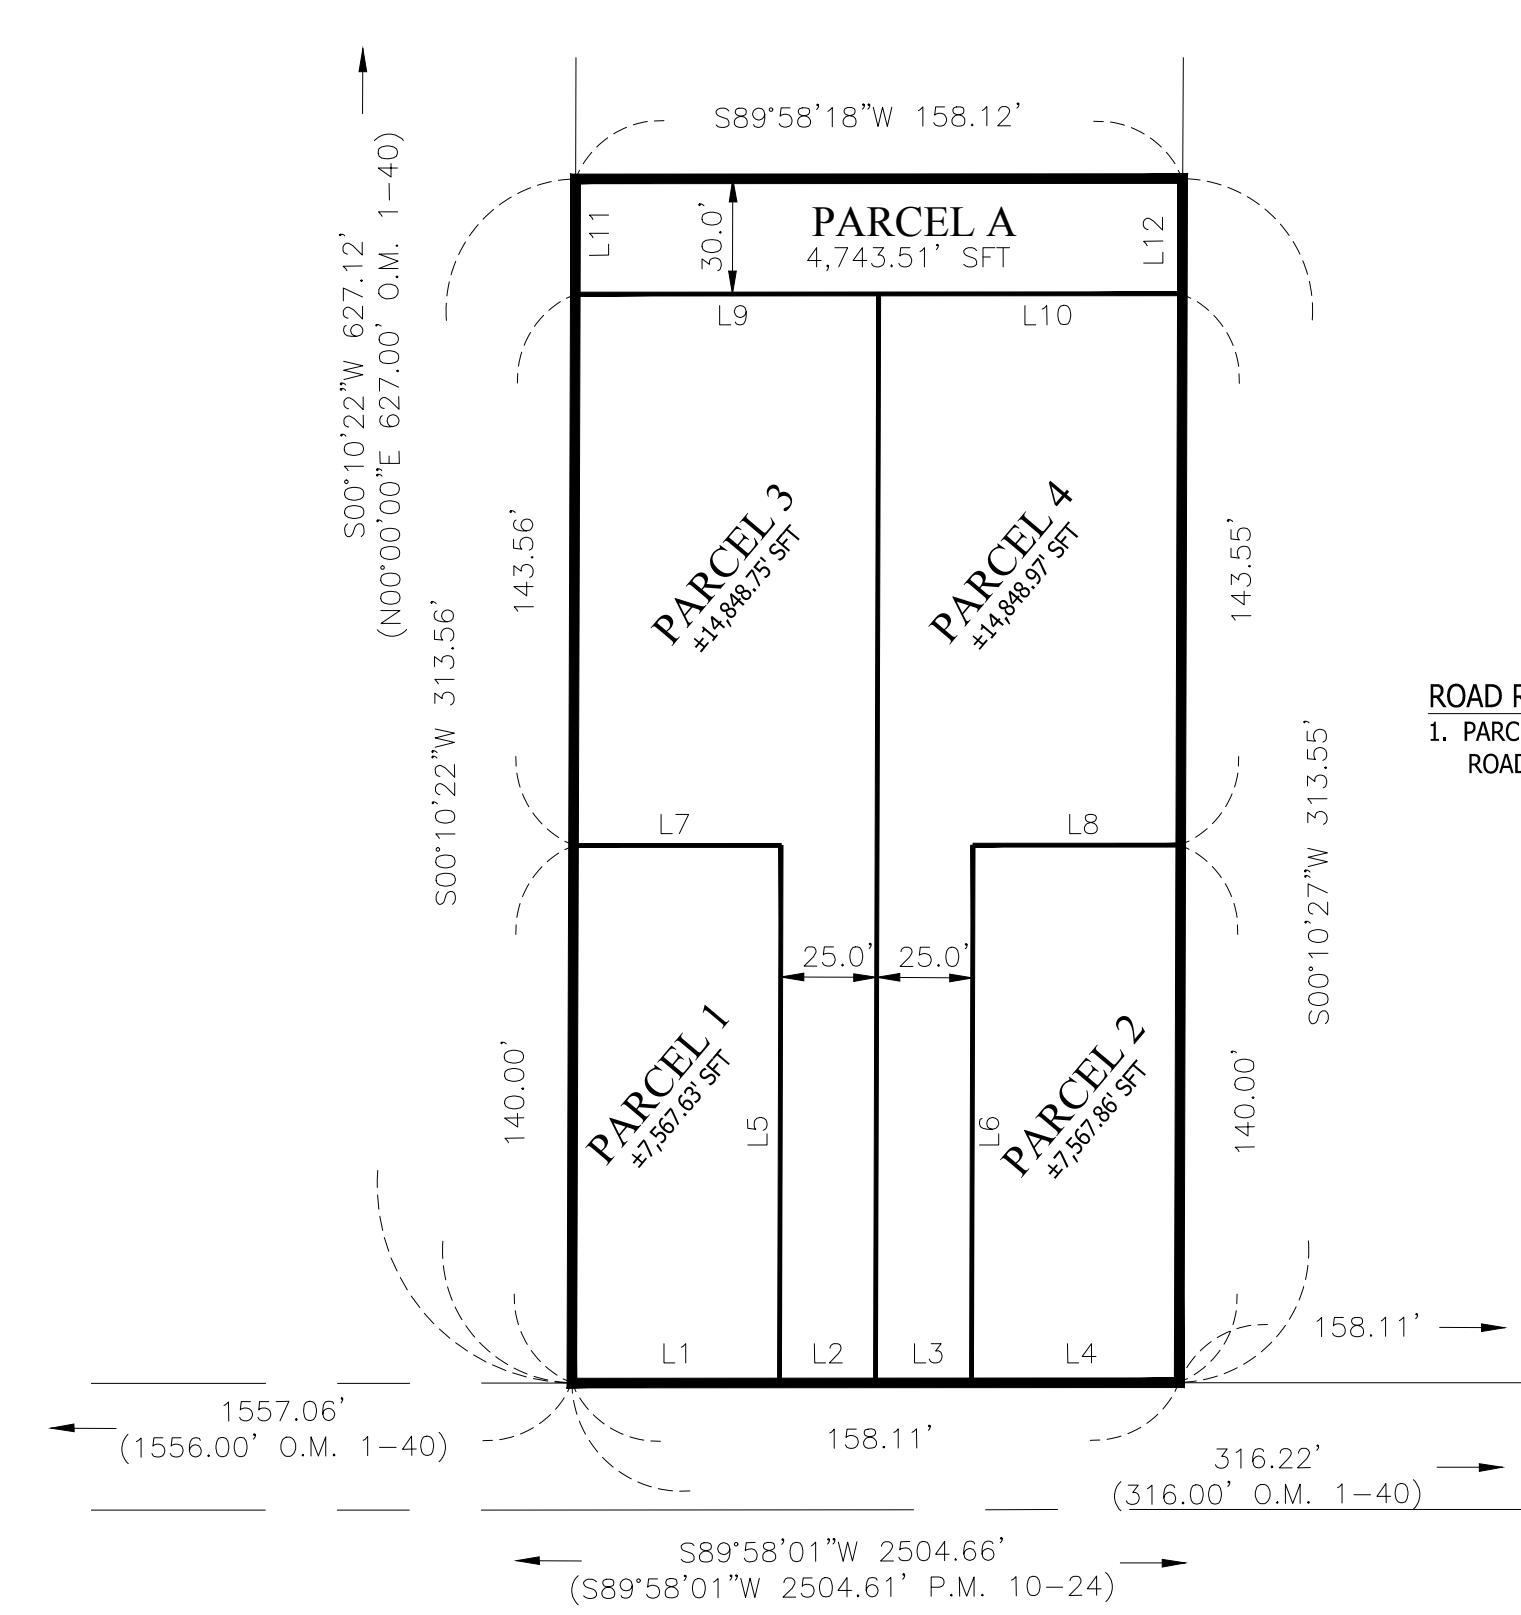 S89°58'18"W 158.12'
S00°10'22"W 627.12'
(N00°00'00"E 627.00' O.M. 1-40)
L11
30.0'
PARCEL A
4,743.51' SFT
L12
L9
L10
143.56'
PARCEL 3
±14,848.75' SFT
PARCEL 4
±14,848.97' SFT
143.55'
S00°10'22"W 313.56'
S00°10'27"W 313.55'
ROAD
1. PARC
ROAD
L7
L8
25.0'
25.0'
140.00'
PARCEL 1
±7,567.63' SFT
L5
L6
PARCEL 2
±7,567.86' SFT
140.00'
L1
L2
L3
L4
158.11'
1557.06'
(1556.00' O.M. 1-40)
158.11'
316.22'
(316.00' O.M. 1-40)
S89°58'01"W 2504.66'
(S89°58'01"W 2504.61' P.M. 10-24)